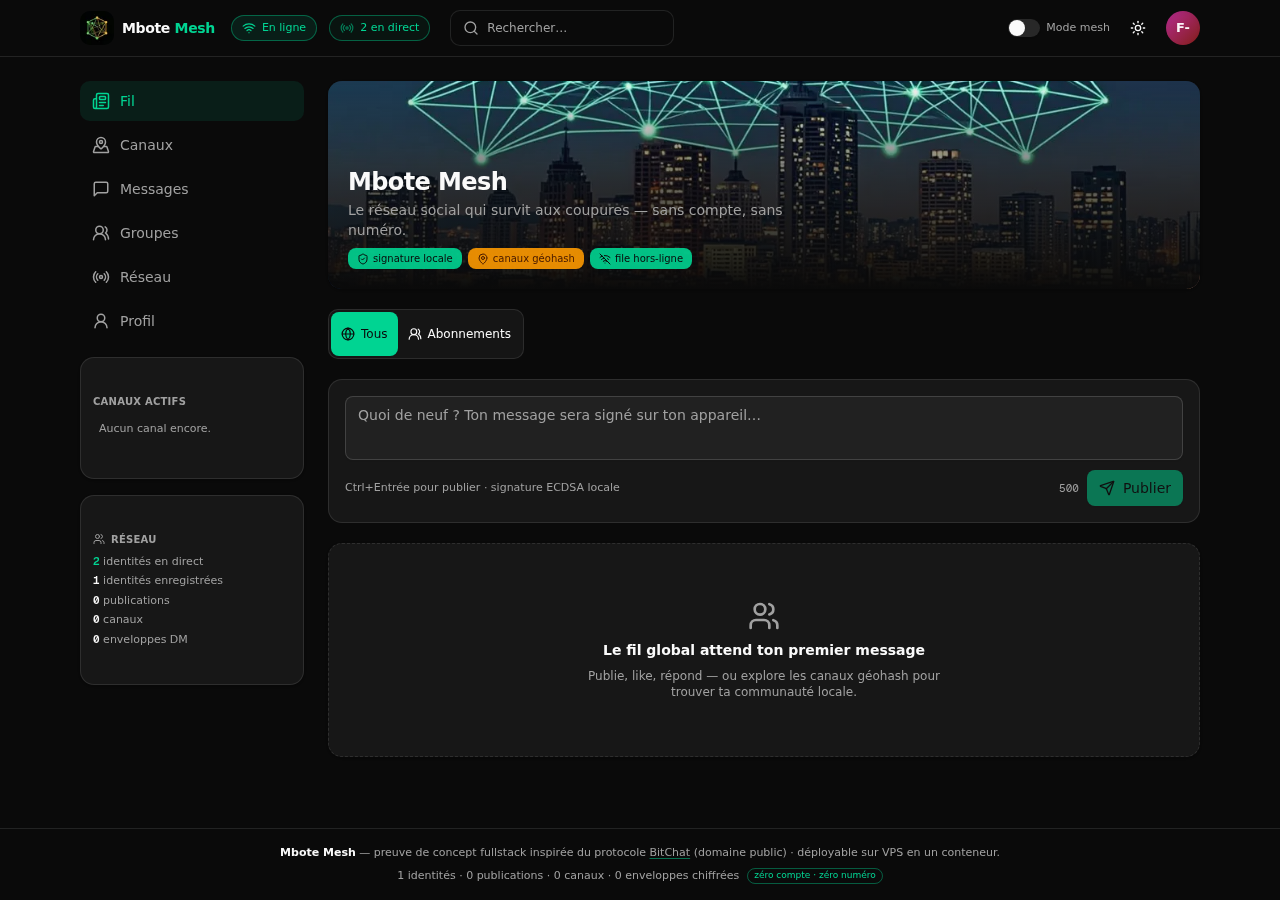 Mbote Mesh
En ligne
2 en direct
Rechercher…
Mode mesh
F-
Fil
Canaux
Messages
Groupes
Réseau
Profil
CANAUX ACTIFS
Aucun canal encore.
RÉSEAU
2 identités en direct
1 identités enregistrées
0 publications
0 canaux
0 enveloppes DM
Mbote Mesh
Le réseau social qui survit aux coupures — sans compte, sans
numéro.
signature locale
canaux géohash
file hors-ligne
Tous
Abonnements
Quoi de neuf ? Ton message sera signé sur ton appareil…
Ctrl+Entrée pour publier · signature ECDSA locale
500
Publier
Le fil global attend ton premier message
Publie, like, répond — ou explore les canaux géohash pour
trouver ta communauté locale.
Mbote Mesh — preuve de concept fullstack inspirée du protocole BitChat (domaine public) · déployable sur VPS en un conteneur.
1 identités · 0 publications · 0 canaux · 0 enveloppes chiffrées
zéro compte · zéro numéro